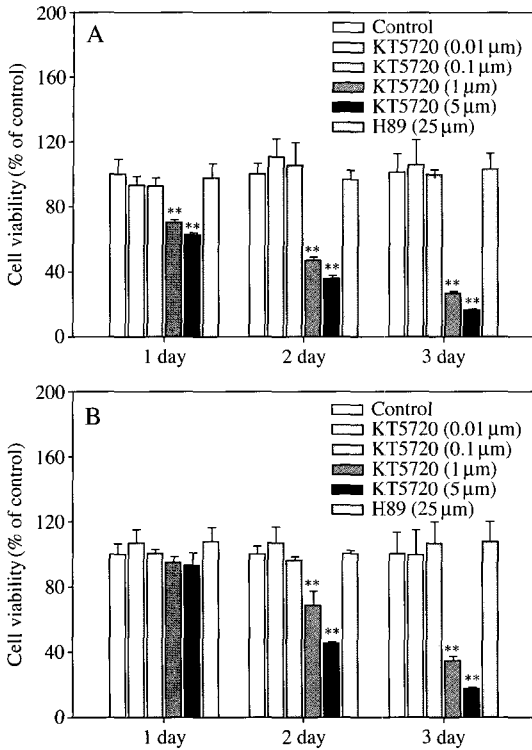 A
Control
KT5720 (0.01 μm)
KT5720 (0.1 μm)
KT5720 (1 μm)
KT5720 (5 μm)
H89 (25 μm)
Cell viability (% of control)
200
160
120
80
40
0
**
**
**
**
**
**
1 day
2 day
3 day
B
Control
KT5720 (0.01 μm)
KT5720 (0.1 μm)
KT5720 (1 μm)
KT5720 (5 μm)
H89 (25 μm)
Cell viability (% of control)
200
160
120
80
40
0
**
**
**
**
1 day
2 day
3 day